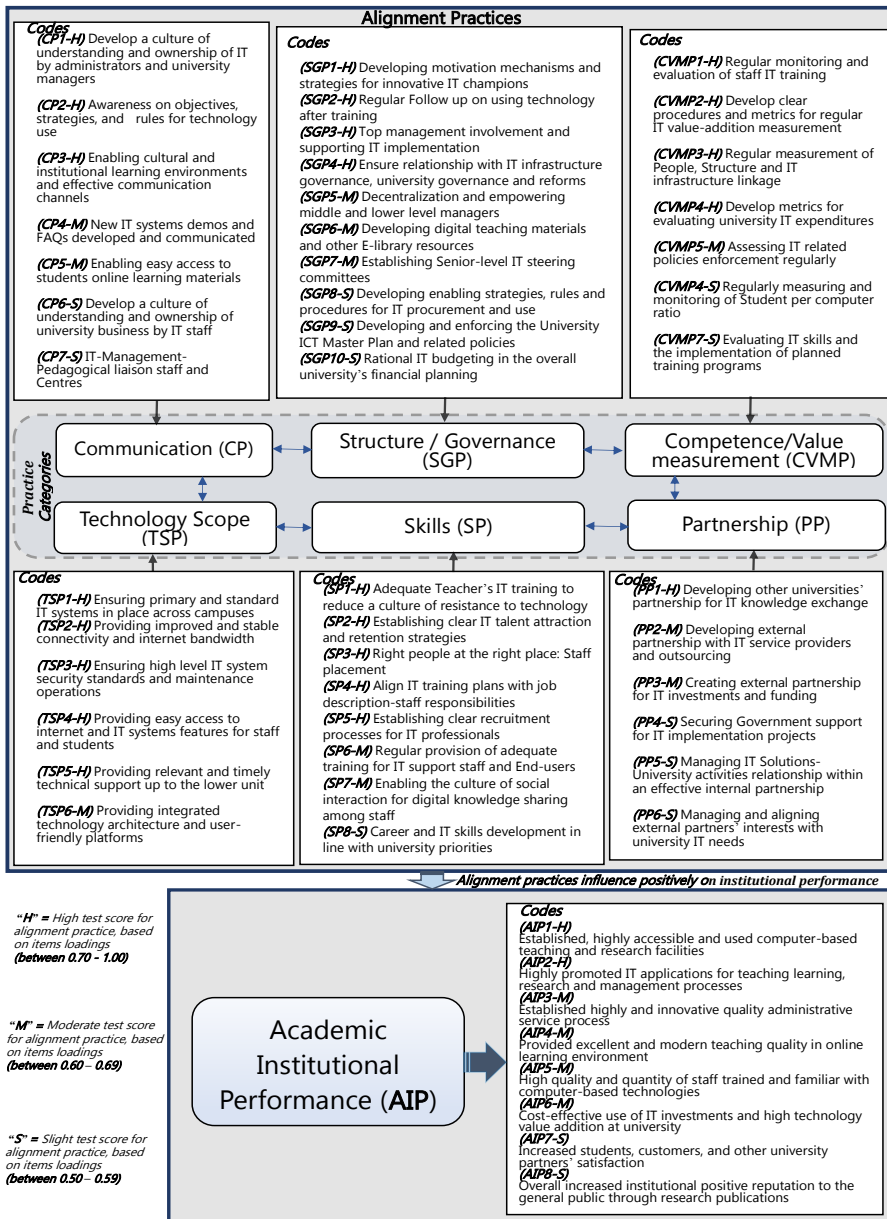 Alignment Practices
Codes
(CP1-H) Develop a culture of
understanding and ownership of IT
by administrators and university
managers
(CP2-H) Awareness on objectives,
strategies, and rules for technology
use
(CP3-H) Enabling cultural and
institutional learning environments
and effective communication
channels
(CP4-M) New IT systems demos and
FAQs developed and communicated
(CP5-M) Enabling easy access to
students online learning materials
(CP6-S) Develop a culture of
understanding and ownership of
university business by IT staff
(CP7-S) IT-Management-
Pedagogical liaison staff and
Centres
Codes
(SGP1-H) Developing motivation mechanisms and
strategies for innovative IT champions
(SGP2-H) Regular Follow up on using technology
after training
(SGP3-H) Top management involvement and
supporting IT implementation
(SGP4-H) Ensure relationship with IT infrastructure
governance, university governance and reforms
(SGP5-M) Decentralization and empowering
middle and lower level managers
(SGP6-M) Developing digital teaching materials
and other E-library resources
(SGP7-M) Establishing Senior-level IT steering
committees
(SGP8-S) Developing enabling strategies, rules and
procedures for IT procurement and use
(SGP9-S) Developing and enforcing the University
ICT Master Plan and related policies
(SGP10-S) Rational IT budgeting in the overall
university's financial planning
Codes
(CVMP1-H) Regular monitoring and
evaluation of staff IT training
(CVMP2-H) Develop clear
procedures and metrics for regular
IT value-addition measurement
(CVMP3-H) Regular measurement of
People, Structure and IT
infrastructure linkage
(CVMP4-H) Develop metrics for
evaluating university IT expenditures
(CVMP5-M) Assessing IT related
policies enforcement regularly
(CVMP4-S) Regularly measuring and
monitoring of Student per computer
ratio
(CVMP7-S) Evaluating IT skills and
the implementation of planned
training programs
Practice
Categories
Communication (CP)
Structure / Governance
(SGP)
Competence/Value
measurement (CVMP)
Technology Scope
(TSP)
Skills (SP)
Partnership (PP)
Codes
(TSP1-H) Ensuring primary and standard
IT systems in place across campuses
(TSP2-H) Providing improved and stable
connectivity and internet bandwidth
(TSP3-H) Ensuring high level IT system
security standards and maintenance
operations
(TSP4-H) Providing easy access to
internet and IT systems features for staff
and students
(TSP5-H) Providing relevant and timely
technical support up to the lower unit
(TSP6-M) Providing integrated
technology architecture and user-
friendly platforms
Codes
(SP1-H) Adequate Teacher's IT training to
reduce a culture of resistance to technology
(SP2-H) Establishing clear IT talent attraction
and retention strategies
(SP3-H) Right people at the right place: Staff
placement
(SP4-H) Align IT training plans with job
description-staff responsibilities
(SP5-H) Establishing clear recruitment
processes for IT professionals
(SP6-M) Regular provision of adequate
training for IT support staff and End-users
(SP7-M) Enabling the culture of social
interaction for digital knowledge sharing
among staff
(SP8-S) Career and IT skills development in
line with university priorities
Codes
(PP1-H) Developing other universities'
partnership for IT knowledge exchange
(PP2-M) Developing external
partnership with IT service providers
and outsourcing
(PP3-M) Creating external partnership
for IT investments and funding
(PP4-S) Securing Government support
for IT implementation projects
(PP5-S) Managing IT Solutions-
University activities relationship within
an effective internal partnership
(PP6-S) Managing and aligning
external partners' interests with
university IT needs
Alignment practices influence positively on institutional performance
"H" = High test score for
alignment practice, based
on items loadings
(between 0.70 - 1.00)
"M" = Moderate test score
for alignment practice, based
on items loadings
(between 0.60 – 0.69)
"S" = Slight test score for
alignment practice, based
on items loadings
(between 0.50 – 0.59)
Academic
Institutional
Performance (AIP)
Codes
(AIP1-H)
Established, highly accessible and used computer-based
teaching and research facilities
(AIP2-H)
Highly promoted IT applications for teaching learning,
research and management processes
(AIP3-M)
Established highly and innovative quality administrative
service process
(AIP4-M)
Provided excellent and modern teaching quality in online
learning environment
(AIP5-M)
High quality and quantity of staff trained and familiar with
computer-based technologies
(AIP6-M)
Cost-effective use of IT investments and high technology
value addition at university
(AIP7-S)
Increased students, customers, and other university
partners' satisfaction
(AIP8-S)
Overall increased institutional positive reputation to the
general public through research publications